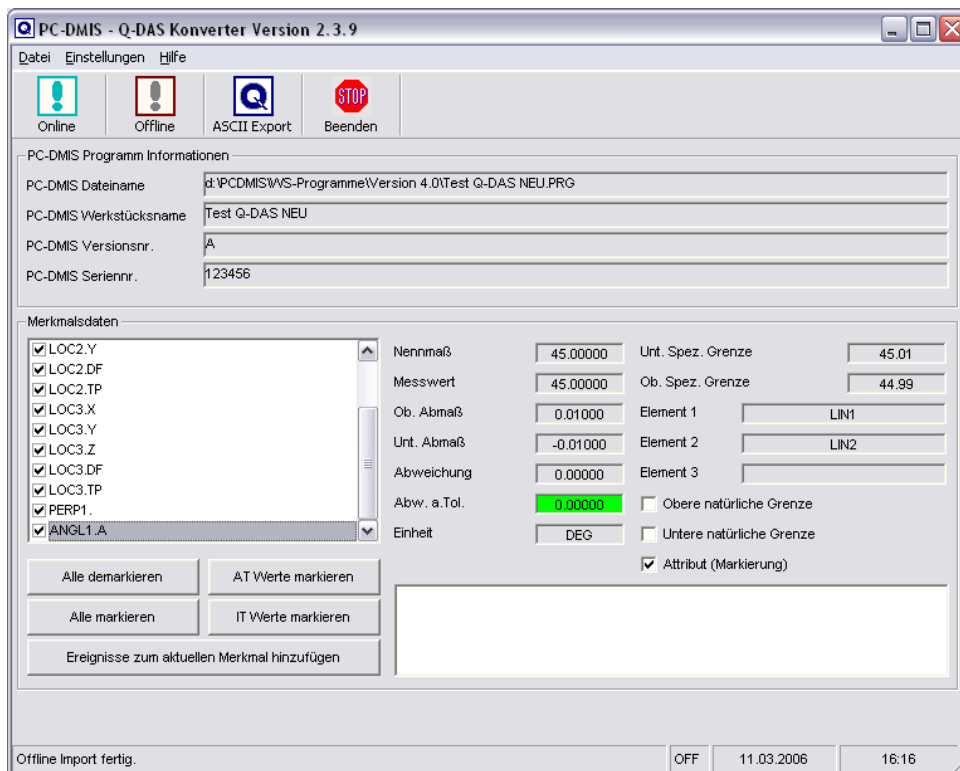 PC-DMIS - Q-DAS Konverter Version 2.3.9
Datei Einstellungen Hilfe
Online Offline ASCII Export STOP Beenden
PC-DMIS Programm Informationen
PC-DMIS Dateiname d:\PCDMIS\WS-Programme\Version 4.0\Test Q-DAS NEU.PRG
PC-DMIS Werkstücksname Test Q-DAS NEU
PC-DMIS Versionsnr. A
PC-DMIS Seriennr. 123456
Merkmalsdaten
LOC2.Y
LOC2.DF
LOC2.TP
LOC3.X
LOC3.Y
LOC3.Z
LOC3.DF
LOC3.TP
PERP1.
ANGL1.A
Nennmaß 45.00000
Messwert 45.00000
Ob. Abmaß 0.01000
Unt. Abmaß -0.01000
Abweichung 0.00000
Abw. a.Tol. 0.00000
Einheit DEG
Unt. Spez. Grenze 45.01
Ob. Spez. Grenze 44.99
Element 1 LIN1
Element 2 LIN2
Element 3
Obere natürliche Grenze
Untere natürliche Grenze
Attribut (Markierung)
Alle demarkieren AT Werte markieren
Alle markieren IT Werte markieren
Ereignisse zum aktuellen Merkmal hinzufügen
Offline Import fertig. OFF 11.03.2006 16:16